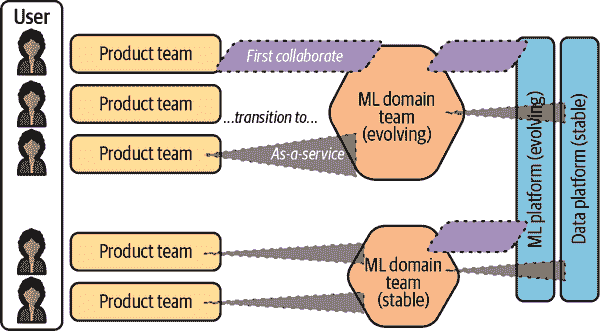 User
Product team
First collaborate
Product team
...transition to...
Product team
As-a-service
ML domain
team
(evolving)
Product team
Product team
ML domain
team
(stable)
ML platform (evolving)
Data platform (stable)